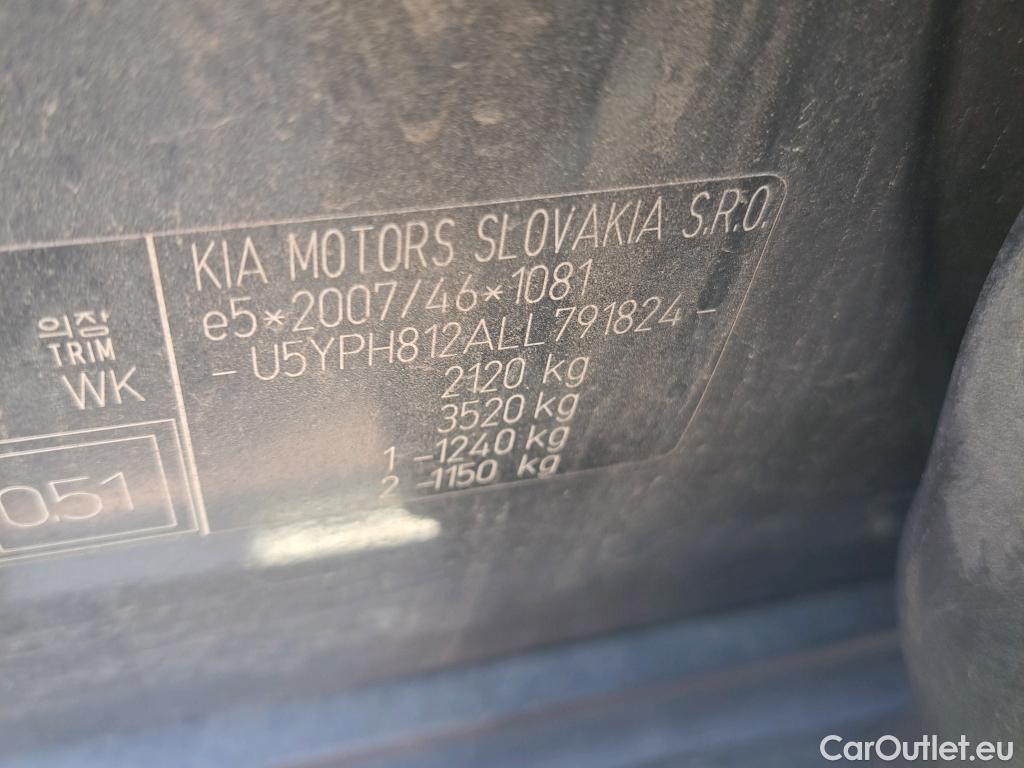 KIA MOTORS SLOVAKIA S.R.O.
e5*2007/46*1081
- U5YPH812ALL791824 -
2120 kg
3520 kg
1 -1240 kg
2 -1150 kg
의장
TRIM
WK
051
CarOutlet.eu